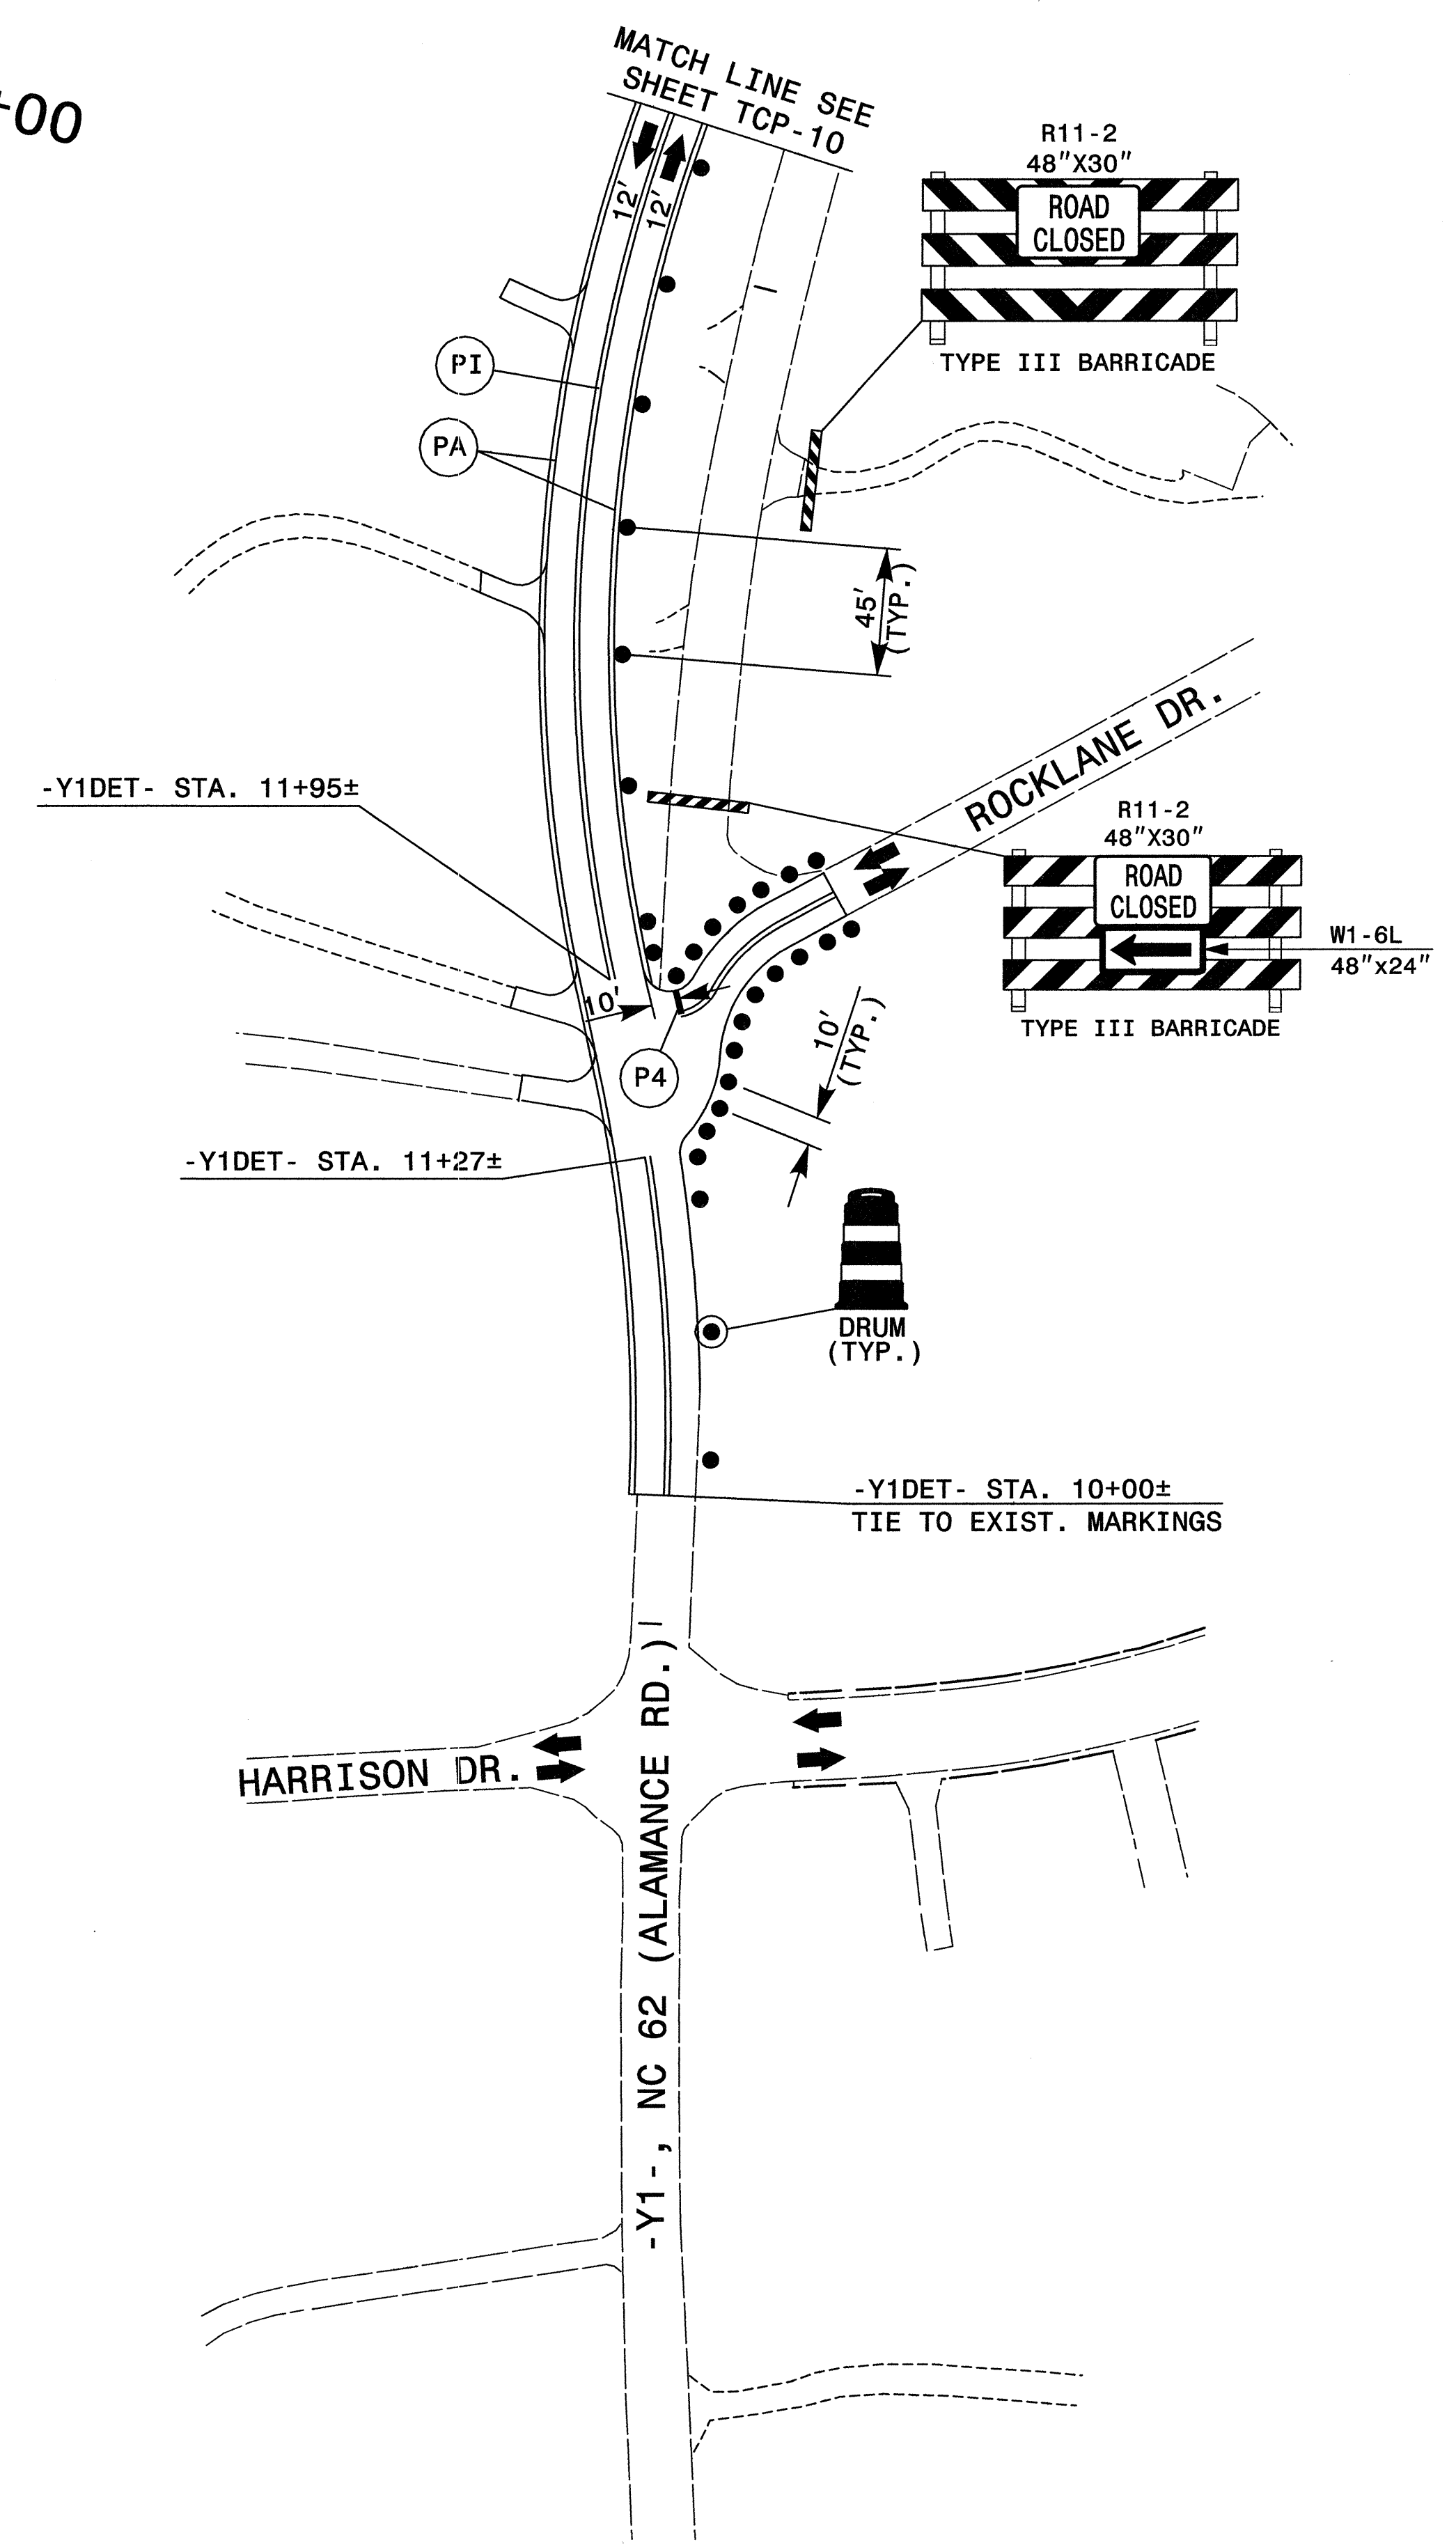 +00
MATCH LINE SEE
SHEET TCP-10
R11-2
48"X30"
ROAD
CLOSED
TYPE III BARRICADE
12'
12'
PI
PA
45'
(TYP.)
ROCKLANE DR.
-Y1DET- STA. 11+95±
R11-2
48"X30"
ROAD
CLOSED
W1-6L
48"x24"
TYPE III BARRICADE
10'
10'
(TYP.)
P4
-Y1DET- STA. 11+27±
DRUM
(TYP.)
-Y1DET- STA. 10+00±
TIE TO EXIST. MARKINGS
HARRISON DR.
-Y1-, NC 62 (ALAMANCE RD.)